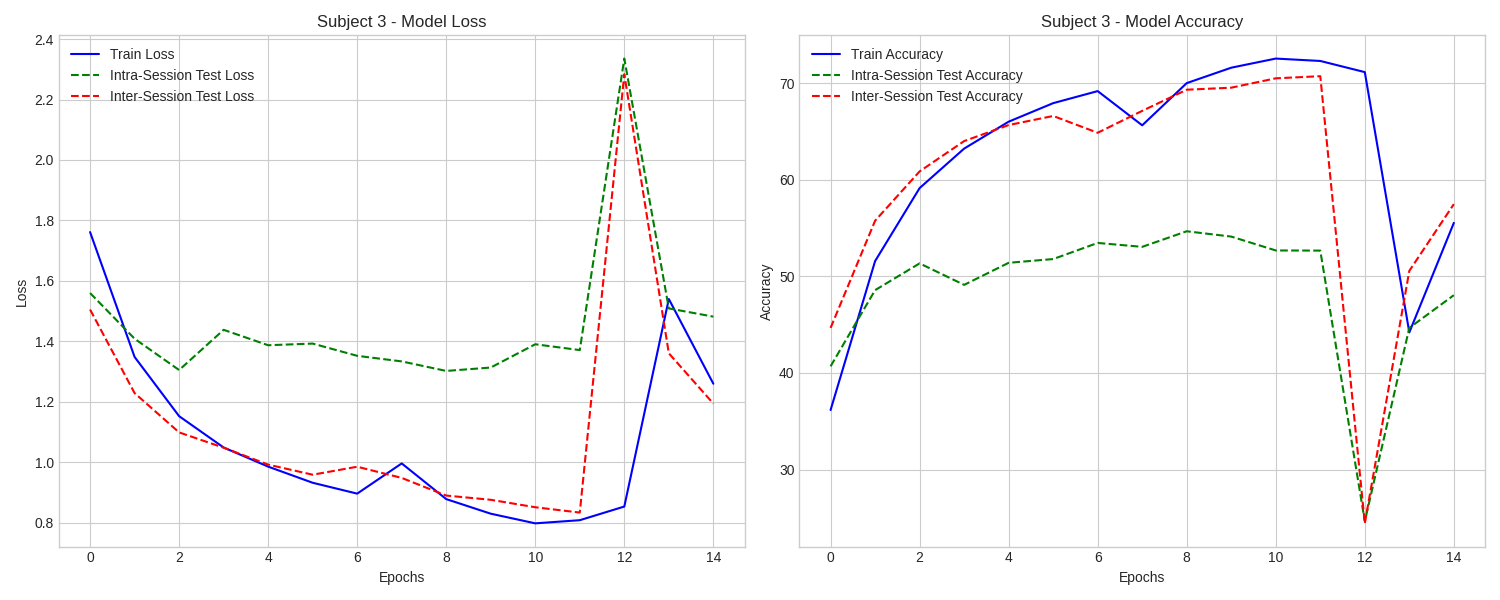 Subject 3 - Model Loss
Train Loss
Intra-Session Test Loss
Inter-Session Test Loss
2.4
2.2
2.0
1.8
1.6
1.4
1.2
1.0
0.8
Loss
0 2 4 6 8 10 12 14
Epochs
Subject 3 - Model Accuracy
Train Accuracy
Intra-Session Test Accuracy
Inter-Session Test Accuracy
70
60
50
40
30
Accuracy
0 2 4 6 8 10 12 14
Epochs